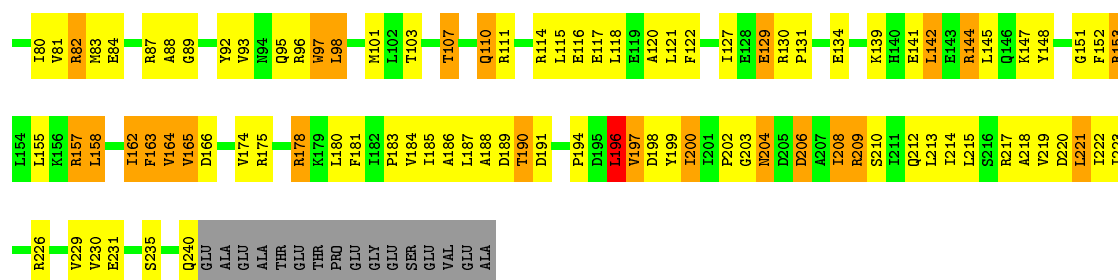 I80 V81 R82 M83 E84 R87 A88 G89 Y92 V93 N94 Q95 R96 W97 L98 M101 L102 T103 T107 Q110 R111 R114 L115 E116 E117 L118 E119 A120 L121 F122 I127 E128 E129 R130 P131 E134 K139 H140 E141 L142 E143 R144 L145 Q146 K147 Y148 G151 F152 R153
L154 L155 K156 R157 L158 I162 F163 V164 V165 D166 V174 R175 R178 K179 L180 F181 I182 P183 V184 I185 A186 L187 A188 D189 T190 D191 P194 D195 L196 V197 D198 Y199 I200 I201 P202 G203 N204 D205 D206 A207 I208 R209 S210 I211 Q212 L213 I214 L215 S216 R217 A218 V219 D220 L221 I222
R226 V229 V230 E231 S235 Q240 GLU ALA GLU ALA THR GLU THR PRO GLU GLY GLU SER GLU VAL GLU ALA